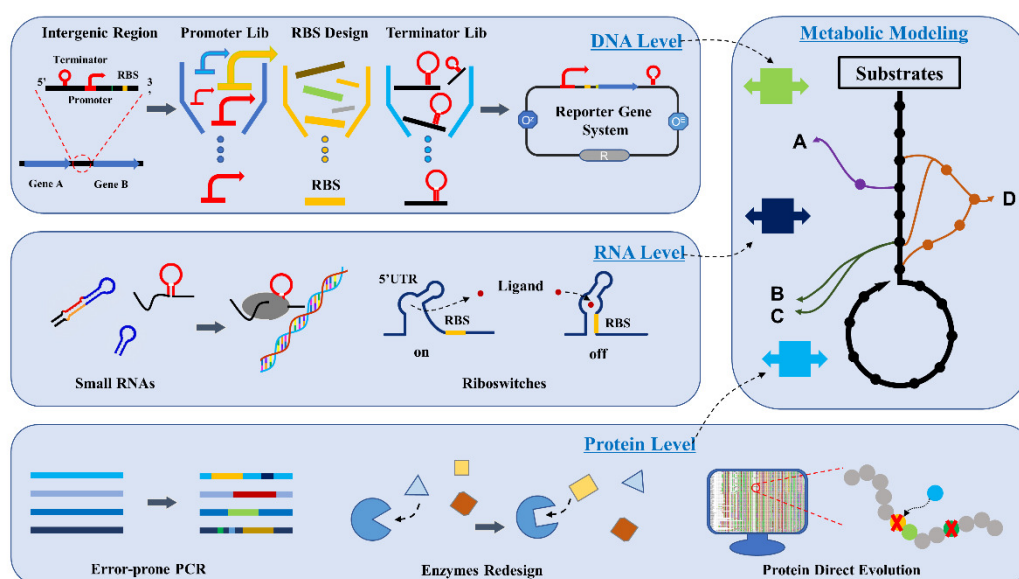 Intergenic Region
Terminator
RBS
5'
3'
Promoter
Gene A
Gene B
Promoter Lib
RBS Design
RBS
Terminator Lib
DNA Level
Reporter Gene
System
R
Metabolic Modeling
Substrates
A
D
B
C
RNA Level
Small RNAs
5'UTR
Ligand
RBS
on
RBS
off
Riboswitches
Protein Level
Error-prone PCR
Enzymes Redesign
Protein Direct Evolution